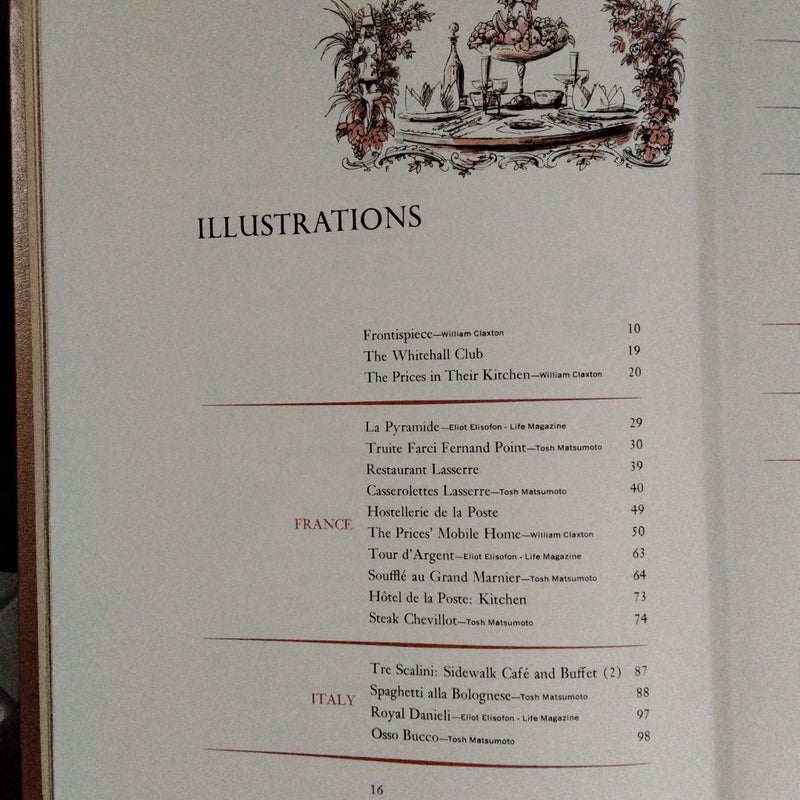 ILLUSTRATIONS
Frontispiece—William Claxton 10
The Whitehall Club 19
The Prices in Their Kitchen—William Claxton 20
La Pyramide—Eliot Elisofon - Life Magazine 29
Truite Farci Fernand Point—Tosh Matsumoto 30
Restaurant Lasserre 39
Casserolettes Lasserre—Tosh Matsumoto 40
Hostellerie de la Poste 49
FRANCE
The Prices' Mobile Home—William Claxton 50
Tour d'Argent—Eliot Elisofon - Life Magazine 63
Soufflé au Grand Marnier—Tosh Matsumoto 64
Hôtel de la Poste: Kitchen 73
Steak Chevillot—Tosh Matsumoto 74
Tre Scalini: Sidewalk Café and Buffet (2) 87
ITALY
Spaghetti alla Bolognese—Tosh Matsumoto 88
Royal Danieli—Eliot Elisofon - Life Magazine 97
Osso Bucco—Tosh Matsumoto 98
16